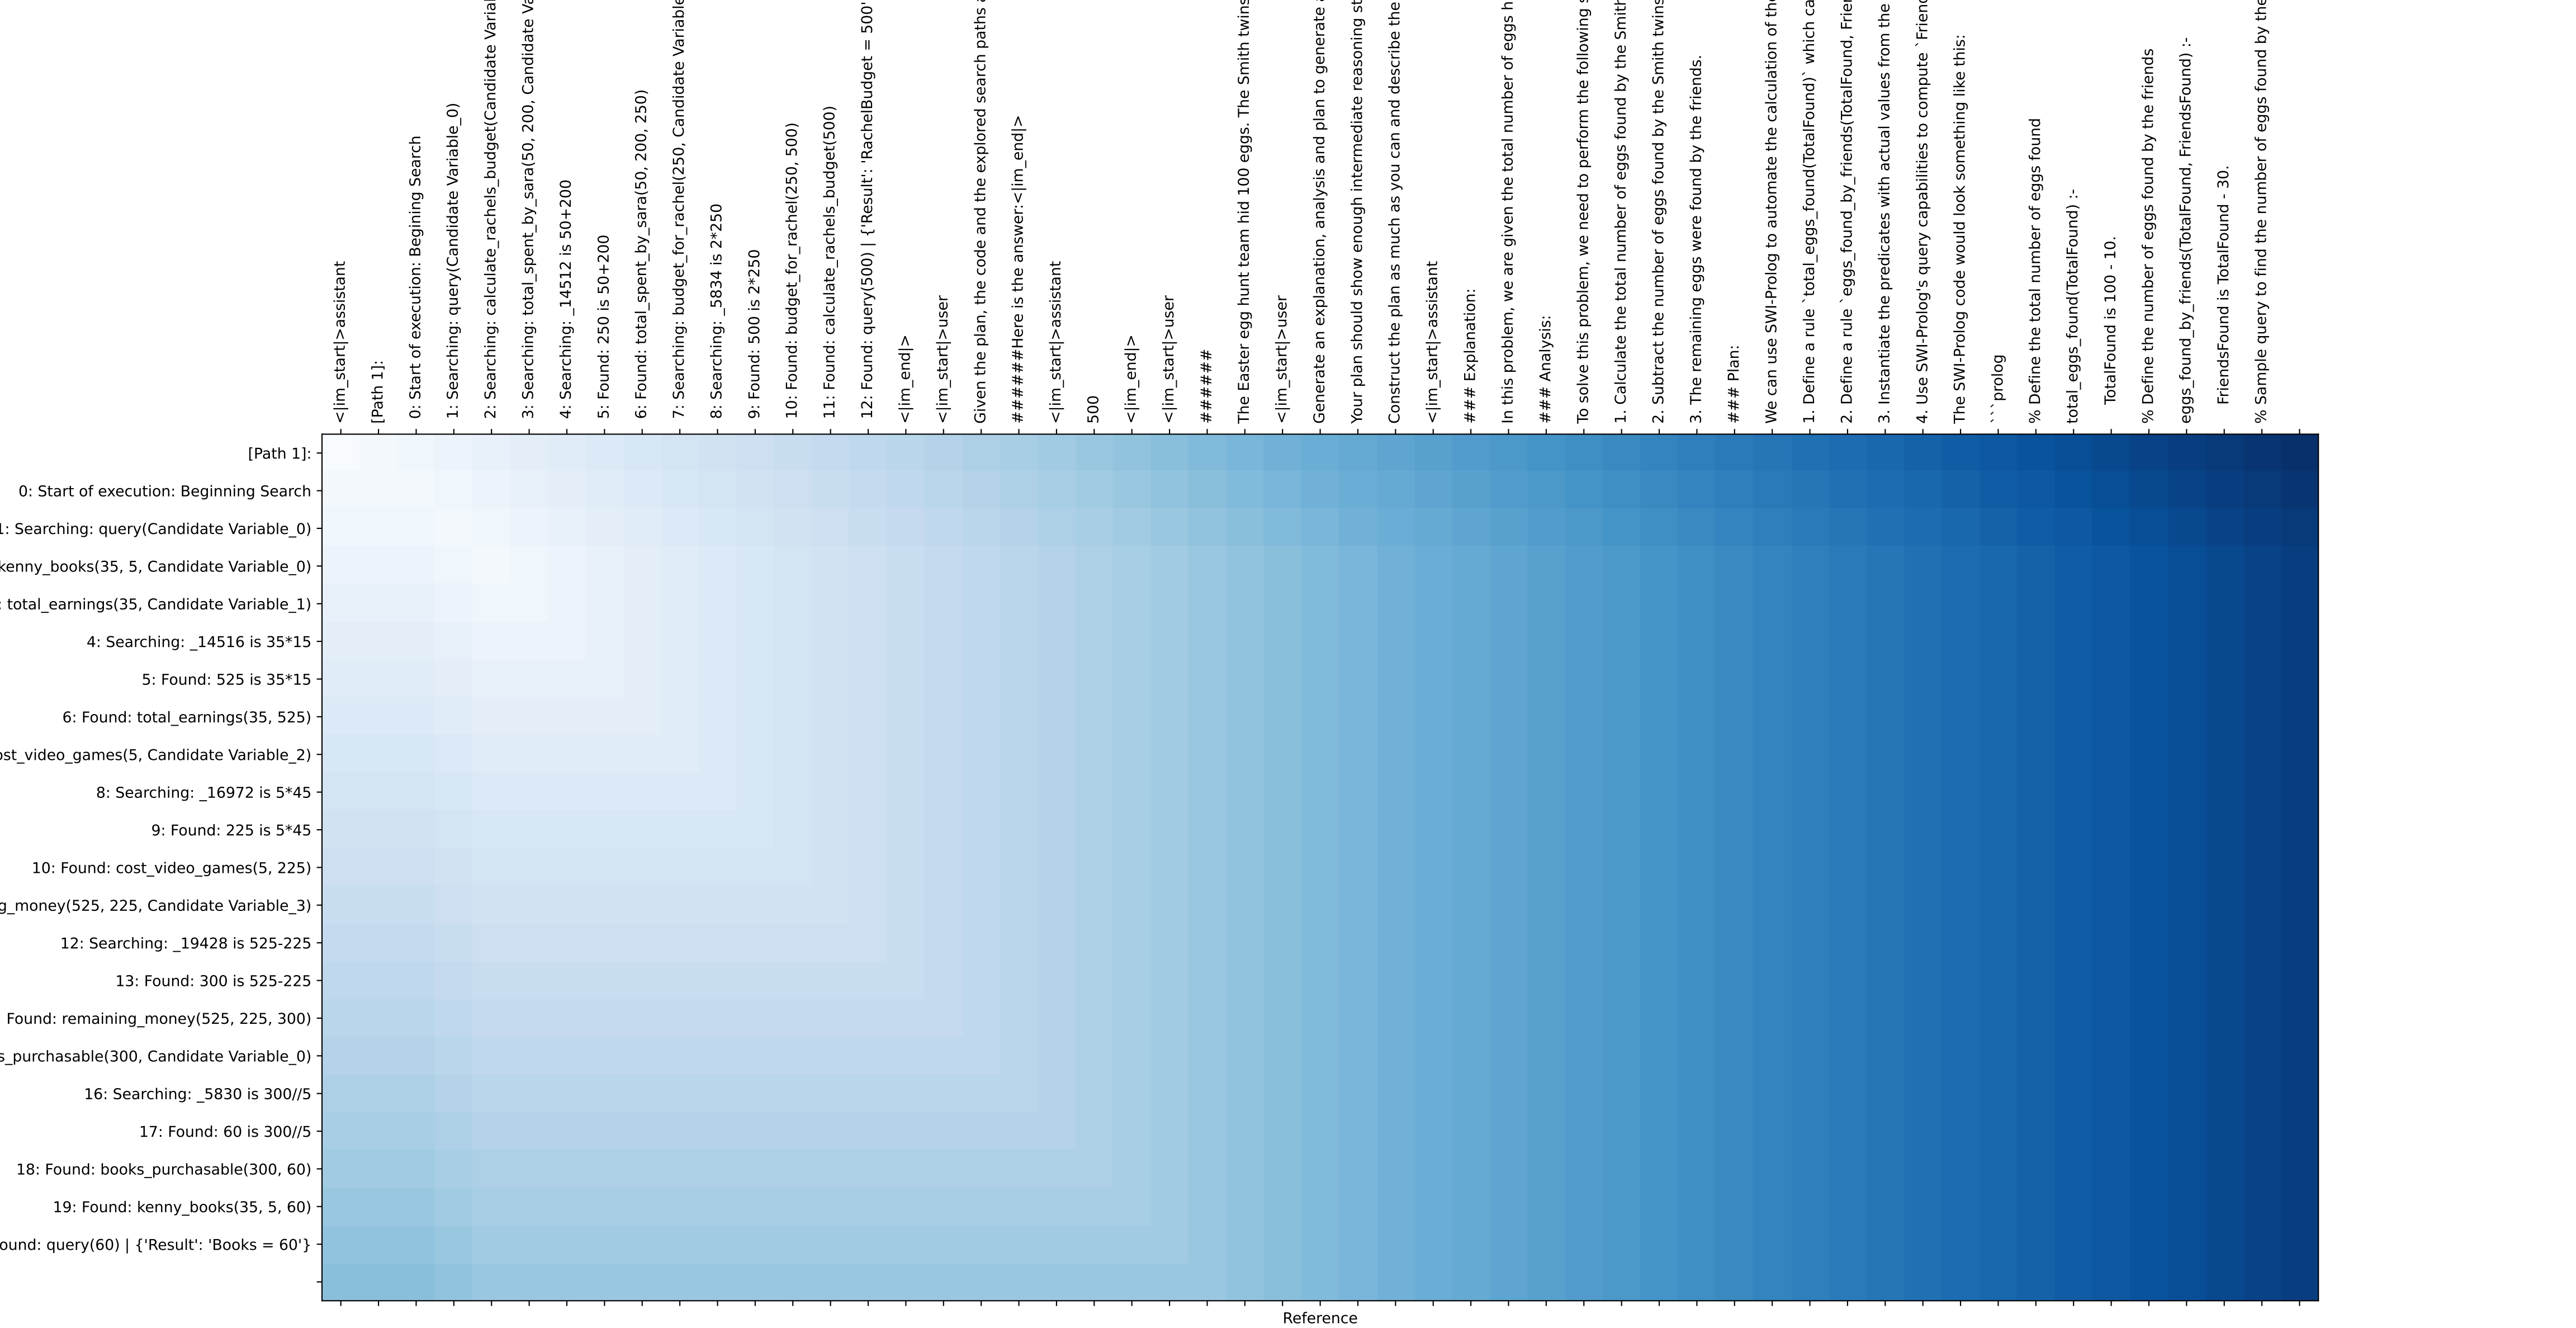 <|im_start|>assistant
[Path 1]:
0: Start of execution: Begining Search
1: Searching: query(Candidate Variable_0)
2: Searching: calculate_rachels_budget(Candidate Variab
3: Searching: total_spent_by_sara(50, 200, Candidate Va
4: Searching: _14512 is 50+200
5: Found: 250 is 50+200
6: Found: total_spent_by_sara(50, 200, 250)
7: Searching: budget_for_rachel(250, Candidate Variable
8: Searching: _5834 is 2*250
9: Found: 500 is 2*250
10: Found: budget_for_rachel(250, 500)
11: Found: calculate_rachels_budget(500)
12: Found: query(500) | {'Result': 'RachelBudget = 500'
<|im_end|>
<|im_start|>user
Given the plan, the code and the explored search paths a
#######Here is the answer:<|im_end|>
<|im_start|>assistant
500
<|im_end|>
<|im_start|>user
#######
The Easter egg hunt team hid 100 eggs. The Smith twins
<|im_start|>user
Generate an explanation, analysis and plan to generate
Your plan should show enough intermediate reasoning st
Construct the plan as much as you can and describe the
<|im_start|>assistant
### Explanation:
In this problem, we are given the total number of eggs h
### Analysis:
To solve this problem, we need to perform the following s
1. Calculate the total number of eggs found by the Smith
2. Subtract the number of eggs found by the Smith twins
3. The remaining eggs were found by the friends.
### Plan:
We can use SWI-Prolog to automate the calculation of the
1. Define a rule `total_eggs_found(TotalFound)` which ca
2. Define a rule `eggs_found_by_friends(TotalFound, Frien
3. Instantiate the predicates with actual values from the
4. Use SWI-Prolog's query capabilities to compute `Friend
The SWI-Prolog code would look something like this:
```prolog
% Define the total number of eggs found
total_eggs_found(TotalFound) :-
TotalFound is 100 - 10.
% Define the number of eggs found by the friends
eggs_found_by_friends(TotalFound, FriendsFound) :-
FriendsFound is TotalFound - 30.
% Sample query to find the number of eggs found by the
[Path 1]:
0: Start of execution: Beginning Search
1: Searching: query(Candidate Variable_0)
kenny_books(35, 5, Candidate Variable_0)
: total_earnings(35, Candidate Variable_1)
4: Searching: _14516 is 35*15
5: Found: 525 is 35*15
6: Found: total_earnings(35, 525)
ost_video_games(5, Candidate Variable_2)
8: Searching: _16972 is 5*45
9: Found: 225 is 5*45
10: Found: cost_video_games(5, 225)
g_money(525, 225, Candidate Variable_3)
12: Searching: _19428 is 525-225
13: Found: 300 is 525-225
Found: remaining_money(525, 225, 300)
s_purchasable(300, Candidate Variable_0)
16: Searching: _5830 is 300//5
17: Found: 60 is 300//5
18: Found: books_purchasable(300, 60)
19: Found: kenny_books(35, 5, 60)
ound: query(60) | {'Result': 'Books = 60'}
Reference